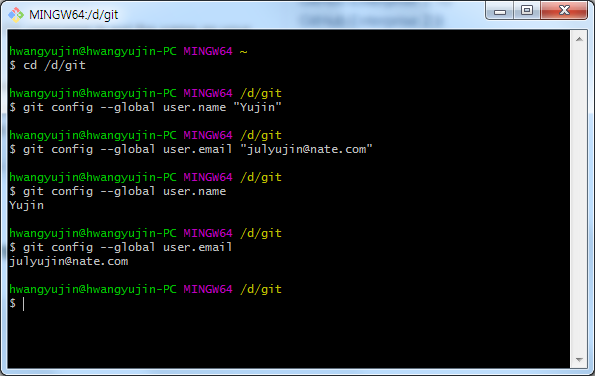 MINGW64:/d/git
hwangyujin@hwangyujin-PC MINGW64 ~
$ cd /d/git
hwangyujin@hwangyujin-PC MINGW64 /d/git
$ git config --global user.name "Yujin"
hwangyujin@hwangyujin-PC MINGW64 /d/git
$ git config --global user.email "julyujin@nate.com"
hwangyujin@hwangyujin-PC MINGW64 /d/git
$ git config --global user.name
Yujin
hwangyujin@hwangyujin-PC MINGW64 /d/git
$ git config --global user.email
julyujin@nate.com
hwangyujin@hwangyujin-PC MINGW64 /d/git
$